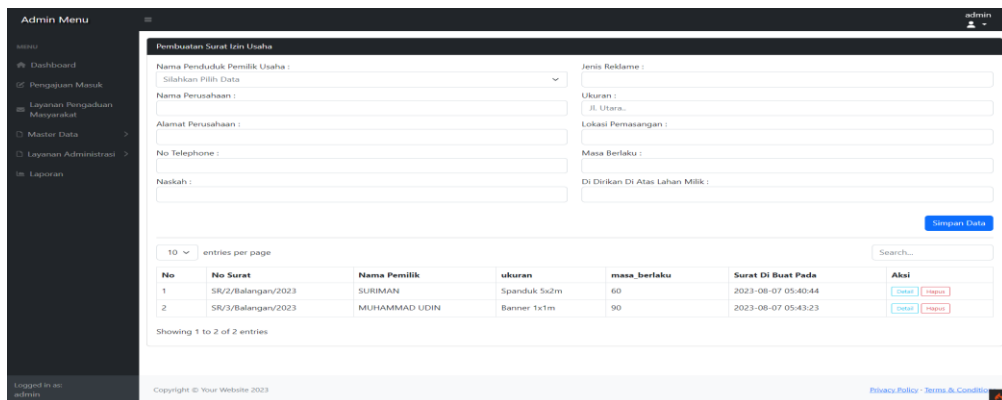 Admin Menu
admin
MENU
Dashboard
Pengajuan Masuk
Layanan Pengaduan
Masyarakat
Master Data
Layanan Administrasi
Laporan
Logged in as:
admin
Pembuatan Surat Izin Usaha
Nama Penduduk Pemilik Usaha :
Silahkan Pilih Data
Nama Perusahaan :
Alamat Perusahaan :
No Telephone :
Naskah :
Jenis Reklame :
Ukuran :
Jl. Utara..
Lokasi Pemasangan :
Masa Berlaku :
Di Dirikan Di Atas Lahan Milik :
Simpan Data
10 entries per page
Search...
No No Surat Nama Pemilik ukuran masa_berlaku Surat Di Buat Pada Aksi
1 SR/2/Balangan/2023 SURIMAN Spanduk 5x2m 60 2023-08-07 05:40:44 Detail Hapus
2 SR/3/Balangan/2023 MUHAMMAD UDIN Banner 1x1m 90 2023-08-07 05:43:23 Detail Hapus
Showing 1 to 2 of 2 entries
Copyright © Your Website 2023
Privacy Policy · Terms & Conditio